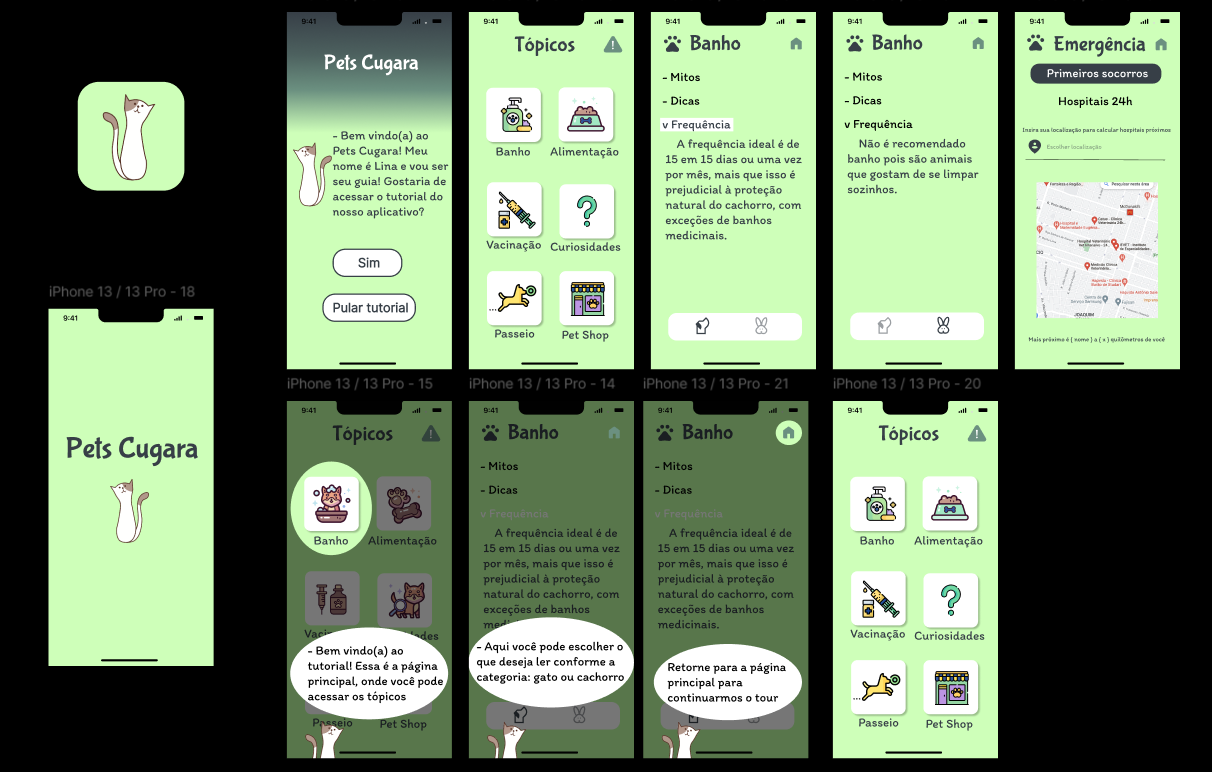 9:41
Pets Cugara
- Bem vindo(a) ao
Pets Cugara! Meu
nome é Lina e vou ser
seu guia! Gostaria de
acessar o tutorial do
nosso aplicativo?
Sim
Pular tutorial
9:41
Tópicos
Banho
Alimentação
Vacinação
Curiosidades
Passeio
Pet Shop
9:41
Banho
- Mitos
- Dicas
v Frequência
A frequência ideal é de
15 em 15 dias ou uma vez
por mês, mais que isso é
prejudicial à proteção
natural do cachorro, com
exceções de banhos
medicinais.
9:41
Banho
- Mitos
- Dicas
v Frequência
Não é recomendado
banho pois são animais
que gostam de se limpar
sozinhos.
9:41
Emergência
Primeiros socorros
Hospitais 24h
Insira sua localisação para calcular hospitais próximos
Escolher localisação
Pesquisar nesta área
McDonald's
JOAQUIM
Mais próximo é ( nome ) a ( x ) quilômetros de você
iPhone 13 / 13 Pro - 18
9:41
Pets Cugara
iPhone 13 / 13 Pro - 15
9:41
Tópicos
Banho
Alimentação
- Bem vindo(a) ao
tutorial! Essa é a página
principal, onde você pode
acessar os tópicos
Passeio
Pet Shop
iPhone 13 / 13 Pro - 14
9:41
Banho
- Mitos
- Dicas
v Frequência
A frequência ideal é de
15 em 15 dias ou uma vez
por mês, mais que isso é
prejudicial à proteção
natural do cachorro, com
exceções de banhos
- Aqui você pode escolher o
que deseja ler conforme a
categoria: gato ou cachorro
iPhone 13 / 13 Pro - 21
9:41
Banho
- Mitos
- Dicas
v Frequência
A frequência ideal é de
15 em 15 dias ou uma vez
por mês, mais que isso é
prejudicial à proteção
natural do cachorro, com
exceções de banhos
medicinais.
Retorne para a página
principal para
continuarmos o tour
iPhone 13 / 13 Pro - 20
9:41
Tópicos
Banho
Alimentação
Vacinação
Curiosidades
Passeio
Pet Shop